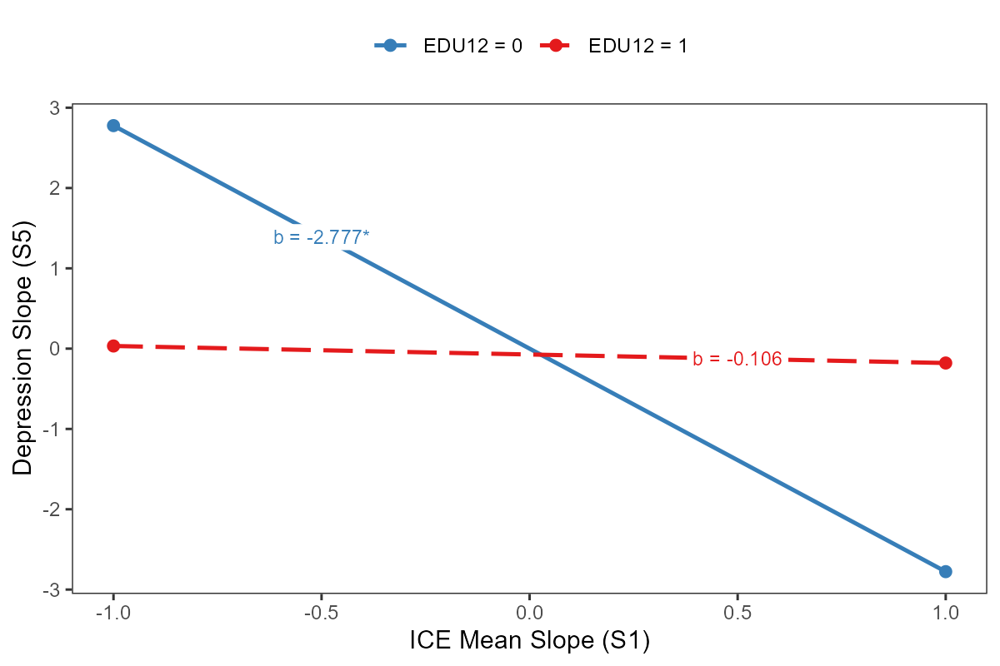 EDU12 = 0 EDU12 = 1
3
2
1
0
-1
-2
-3
Depression Slope (S5)
b = -2.777*
b = -0.106
-1.0 -0.5 0.0 0.5 1.0
ICE Mean Slope (S1)